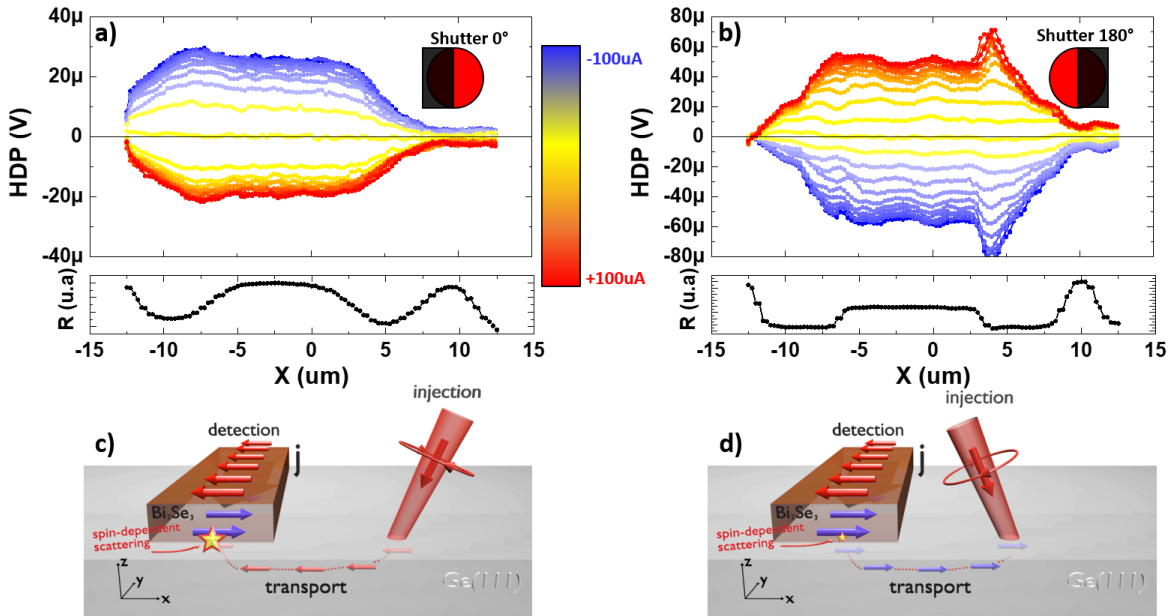 a)
Shutter 0°
40µ
20µ
0
-20µ
-40µ
HDP (V)
R (u.a)
-15 -10 -5 0 5 10 15
X (um)
-100uA
+100uA
b)
Shutter 180°
80µ
60µ
40µ
20µ
0
-20µ
-40µ
-60µ
-80µ
HDP (V)
R (u.a)
-15 -10 -5 0 5 10 15
X (um)
c)
injection
detection
j
Bi2Se3
spin-dependent
scattering
transport
Ge(111)
z
y
x
d)
injection
detection
j
Bi2Se3
spin-dependent
scattering
transport
Ge(111)
z
y
x